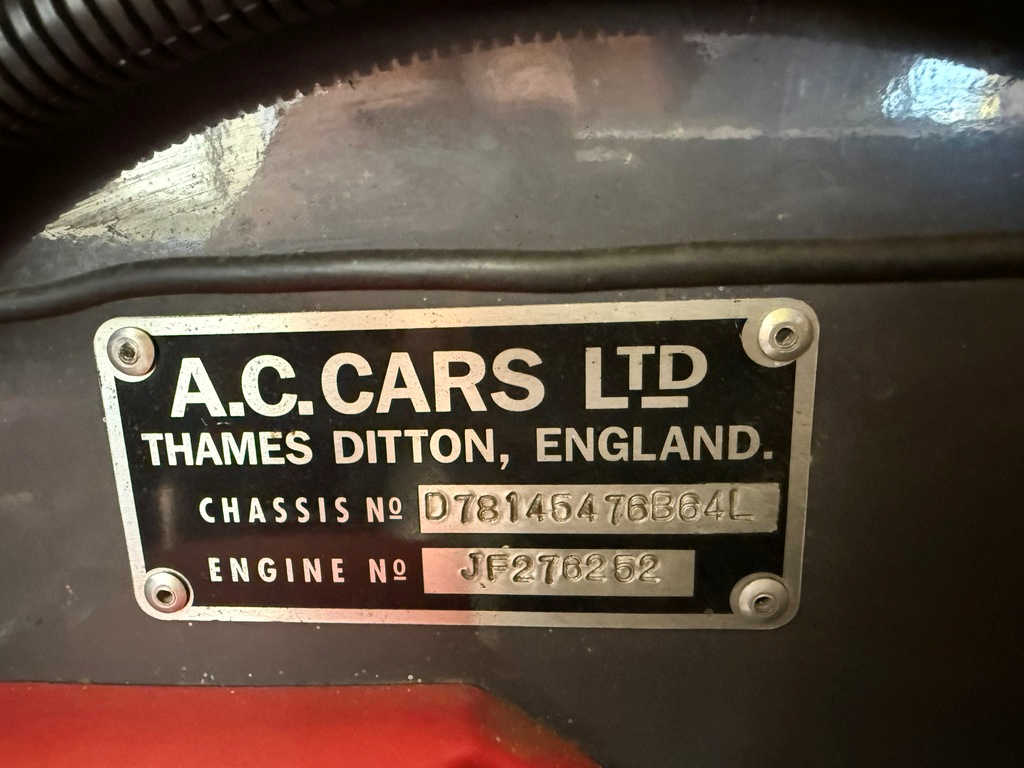 A.C. CARS LTD
THAMES DITTON, ENGLAND.
CHASSIS Nº D78145476B64L
ENGINE Nº JF276252